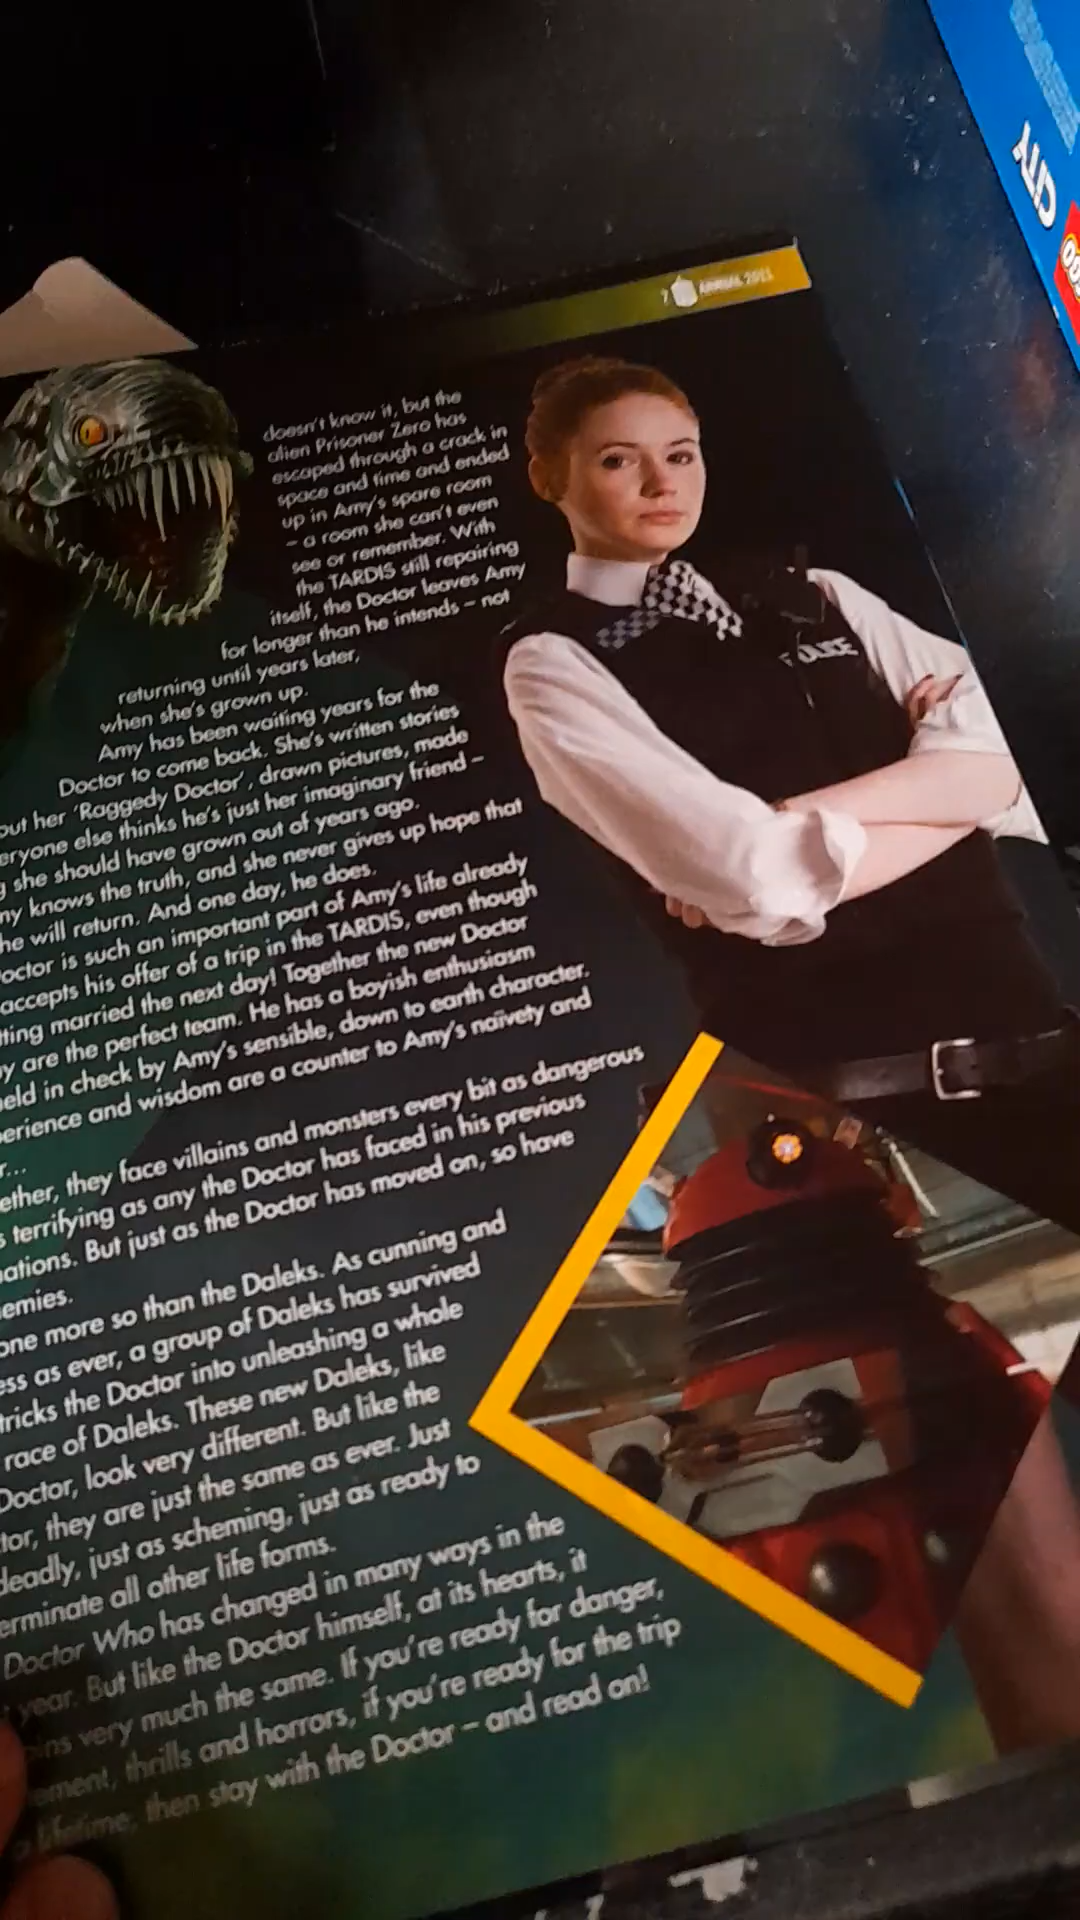 7 ANNUAL 2011
doesn't know it, but the
alien Prisoner Zero has
escaped through a crack in
space and time and ended
up in Amy's spare room
– a room she can't even
see or remember. With
the TARDIS still repairing
itself, the Doctor leaves Amy
for longer than he intends – not
returning until years later,
when she's grown up.
Amy has been waiting years for the
Doctor to come back. She's written stories
out her 'Raggedy Doctor', drawn pictures, made
eryone else thinks he's just her imaginary friend –
g she should have grown out of years ago.
my knows the truth, and she never gives up hope that
he will return. And one day, he does.
octor is such an important part of Amy's life already
accepts his offer of a trip in the TARDIS, even though
tting married the next day! Together the new Doctor
y are the perfect team. He has a boyish enthusiasm
eld in check by Amy's sensible, down to earth character.
erience and wisdom are a counter to Amy's naïvety and
r...
ether, they face villains and monsters every bit as dangerous
s terrifying as any the Doctor has faced in his previous
ations. But just as the Doctor has moved on, so have
emies.
one more so than the Daleks. As cunning and
ess as ever, a group of Daleks has survived
tricks the Doctor into unleashing a whole
race of Daleks. These new Daleks, like
Doctor, look very different. But like the
tor, they are just the same as ever. Just
deadly, just as scheming, just as ready to
erminate all other life forms.
Doctor Who has changed in many ways in the
year. But like the Doctor himself, at its hearts, it
ins very much the same. If you're ready for danger,
ement, thrills and horrors, if you're ready for the trip
a lifetime, then stay with the Doctor – and read on!
POLICE
CITY